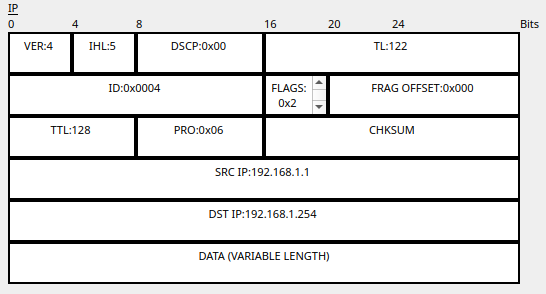 IP
0 4 8 16 20 24 Bits
VER:4 IHL:5 DSCP:0x00 TL:122
ID:0x0004 FLAGS: 0x2 FRAG OFFSET:0x000
TTL:128 PRO:0x06 CHKSUM
SRC IP:192.168.1.1
DST IP:192.168.1.254
DATA (VARIABLE LENGTH)